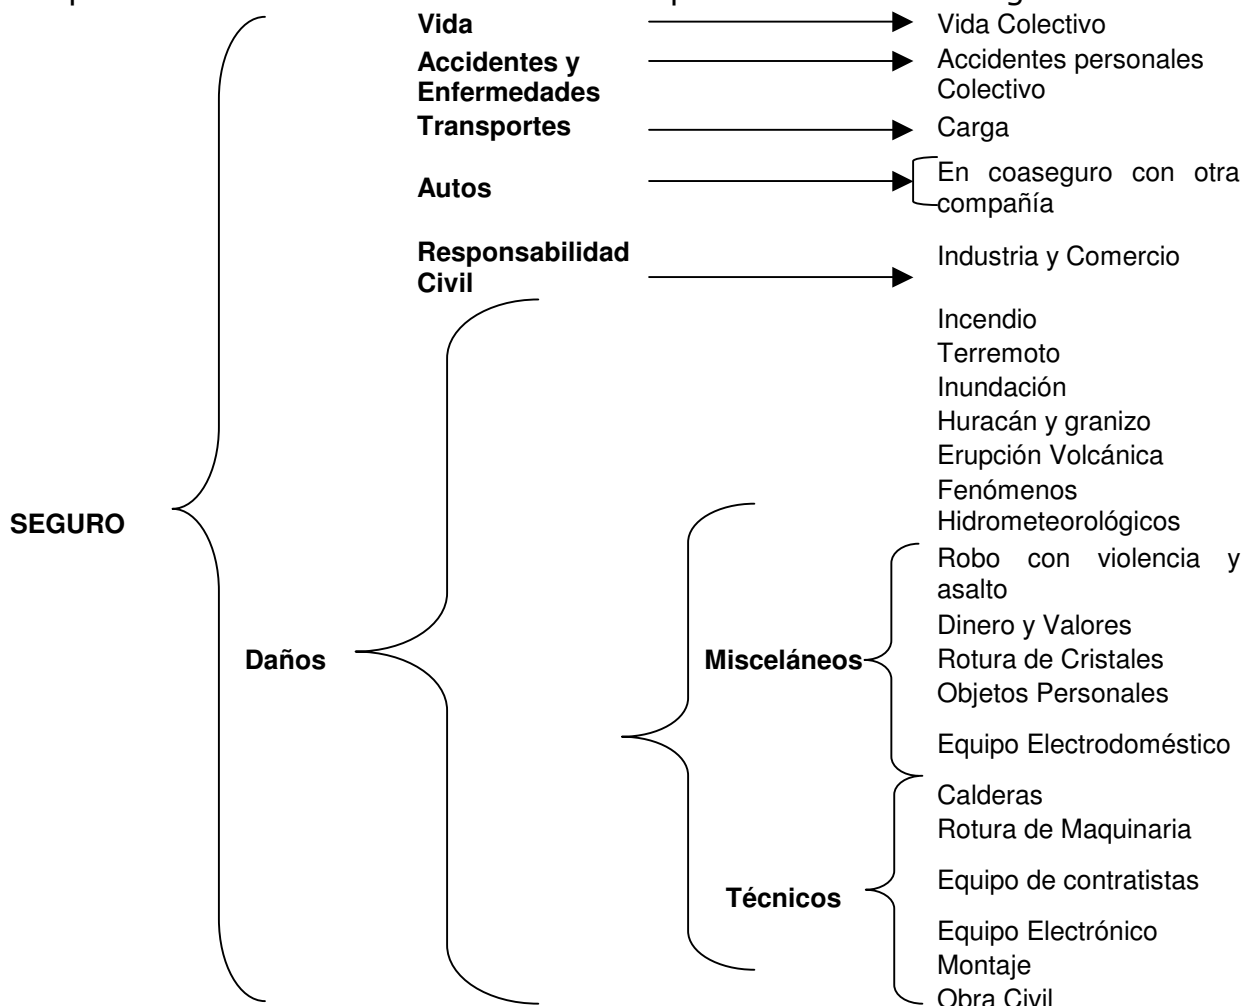 Vida
Vida Colectivo
Accidentes y
Enfermedades
Accidentes personales
Colectivo
Transportes
Carga
Autos
En coaseguro con otra
compañía
Responsabilidad
Civil
Industria y Comercio
Incendio
Terremoto
Inundación
Huracán y granizo
Erupción Volcánica
Fenómenos
Hidrometeorológicos
SEGURO
Daños
Misceláneos
Robo con violencia y
asalto
Dinero y Valores
Rotura de Cristales
Objetos Personales
Equipo Electrodoméstico
Técnicos
Calderas
Rotura de Maquinaria
Equipo de contratistas
Equipo Electrónico
Montaje
Obra Civil